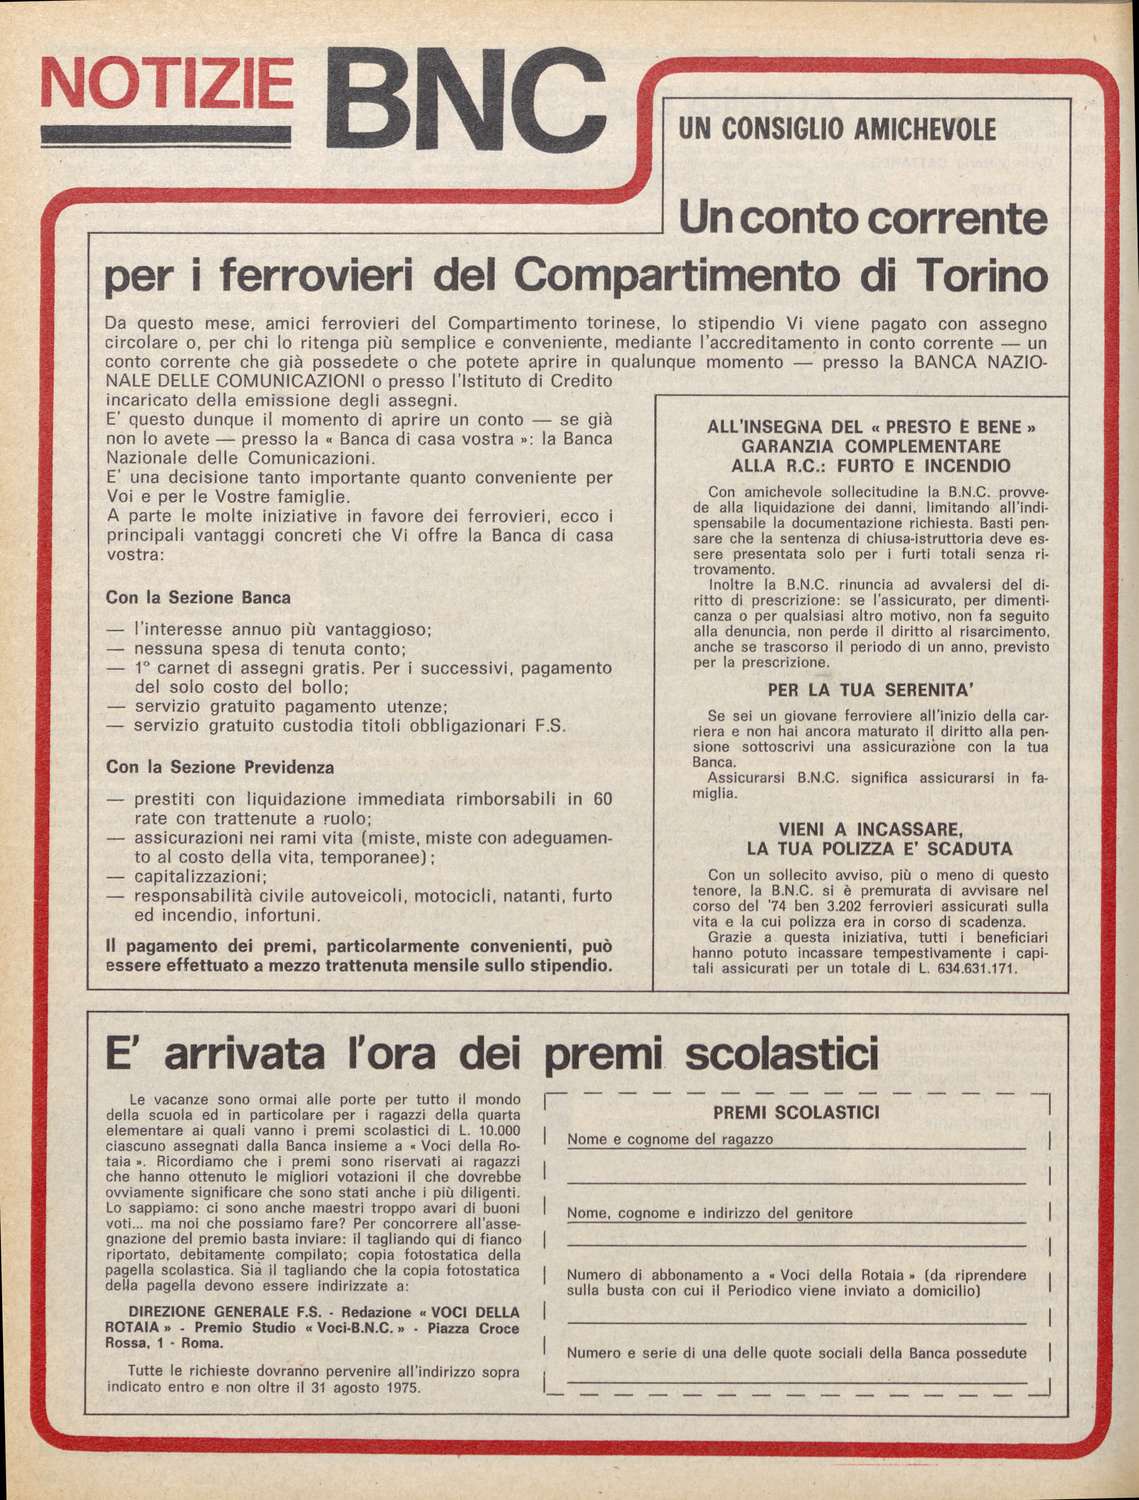 NOTIZIE BNC
UN CONSIGLIO AMICHEVOLE
Un conto corrente
per i ferrovieri del Compartimento di Torino
Da questo mese, amici ferrovieri del Compartimento torinese, lo stipendio Vi viene pagato con assegno
circolare o, per chi lo ritenga più semplice e conveniente, mediante l'accreditamento in conto corrente — un
conto corrente che già possedete o che potete aprire in qualunque momento — presso la BANCA NAZIO-
NALE DELLE COMUNICAZIONI o presso l'Istituto di Credito
incaricato della emissione degli assegni.
E' questo dunque il momento di aprire un conto — se già
non lo avete — presso la « Banca di casa vostra »: la Banca
Nazionale delle Comunicazioni.
E' una decisione tanto importante quanto conveniente per
Voi e per le Vostre famiglie.
A parte le molte iniziative in favore dei ferrovieri, ecco i
principali vantaggi concreti che Vi offre la Banca di casa
vostra:
Con la Sezione Banca
— l'interesse annuo più vantaggioso;
— nessuna spesa di tenuta conto;
— 1° carnet di assegni gratis. Per i successivi, pagamento
del solo costo del bollo;
— servizio gratuito pagamento utenze;
— servizio gratuito custodia titoli obbligazionari F.S.
Con la Sezione Previdenza
— prestiti con liquidazione immediata rimborsabili in 60
rate con trattenute a ruolo;
— assicurazioni nei rami vita (miste, miste con adeguamen-
to al costo della vita, temporanee);
— capitalizzazioni;
— responsabilità civile autoveicoli, motocicli, natanti, furto
ed incendio, infortuni.
Il pagamento dei premi, particolarmente convenienti, può
essere effettuato a mezzo trattenuta mensile sullo stipendio.
ALL'INSEGNA DEL « PRESTO E BENE »
GARANZIA COMPLEMENTARE
ALLA R.C.: FURTO E INCENDIO
Con amichevole sollecitudine la B.N.C. provve-
de alla liquidazione dei danni, limitando all'indi-
spensabile la documentazione richiesta. Basti pen-
sare che la sentenza di chiusa-istruttoria deve es-
sere presentata solo per i furti totali senza ri-
trovamento.
Inoltre la B.N.C. rinuncia ad avvalersi del di-
ritto di prescrizione: se l'assicurato, per dimenti-
canza o per qualsiasi altro motivo, non fa seguito
alla denuncia, non perde il diritto al risarcimento,
anche se trascorso il periodo di un anno, previsto
per la prescrizione.
PER LA TUA SERENITA'
Se sei un giovane ferroviere all'inizio della car-
riera e non hai ancora maturato il diritto alla pen-
sione sottoscrivi una assicurazione con la tua
Banca.
Assicurarsi B.N.C. significa assicurarsi in fa-
miglia.
VIENI A INCASSARE,
LA TUA POLIZZA E' SCADUTA
Con un sollecito avviso, più o meno di questo
tenore, la B.N.C. si è premurata di avvisare nel
corso del '74 ben 3.202 ferrovieri assicurati sulla
vita e la cui polizza era in corso di scadenza.
Grazie a questa iniziativa, tutti i beneficiari
hanno potuto incassare tempestivamente i capi-
tali assicurati per un totale di L. 634.631.171.
E' arrivata l'ora dei premi scolastici
Le vacanze sono ormai alle porte per tutto il mondo
della scuola ed in particolare per i ragazzi della quarta
elementare ai quali vanno i premi scolastici di L. 10.000
ciascuno assegnati dalla Banca insieme a « Voci della Ro-
taia ». Ricordiamo che i premi sono riservati ai ragazzi
che hanno ottenuto le migliori votazioni il che dovrebbe
ovviamente significare che sono stati anche i più diligenti.
Lo sappiamo: ci sono anche maestri troppo avari di buoni
voti... ma noi che possiamo fare? Per concorrere all'asse-
gnazione del premio basta inviare: il tagliando qui di fianco
riportato, debitamente compilato; copia fotostatica della
pagella scolastica. Sia il tagliando che la copia fotostatica
della pagella devono essere indirizzate a:
DIREZIONE GENERALE F.S. - Redazione « VOCI DELLA
ROTAIA » - Premio Studio « Voci-B.N.C. » - Piazza Croce
Rossa, 1 - Roma.
Tutte le richieste dovranno pervenire all'indirizzo sopra
indicato entro e non oltre il 31 agosto 1975.
PREMI SCOLASTICI
Nome e cognome del ragazzo
Nome, cognome e indirizzo del genitore
Numero di abbonamento a « Voci della Rotaia » (da riprendere
sulla busta con cui il Periodico viene inviato a domicilio)
Numero e serie di una delle quote sociali della Banca possedute